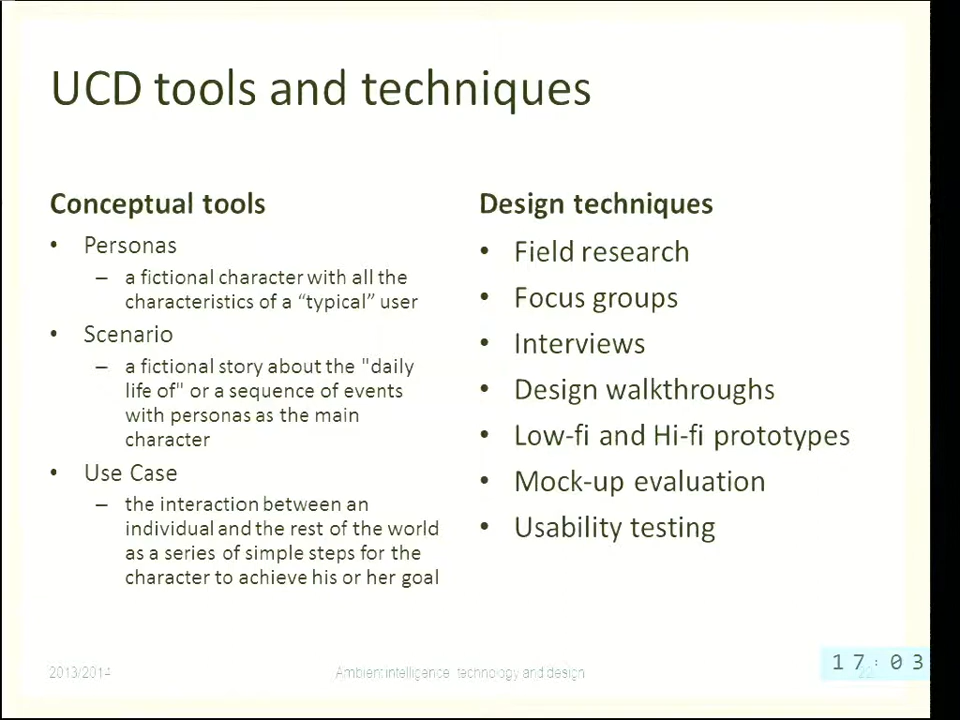 UCD tools and techniques
Conceptual tools
• Personas
– a fictional character with all the
characteristics of a “typical” user
• Scenario
– a fictional story about the "daily
life of" or a sequence of events
with personas as the main
character
• Use Case
– the interaction between an
individual and the rest of the world
as a series of simple steps for the
character to achieve his or her goal
Design techniques
• Field research
• Focus groups
• Interviews
• Design walkthroughs
• Low-fi and Hi-fi prototypes
• Mock-up evaluation
• Usability testing
2013/2014
Ambient intelligence: technology and design
22
17:03